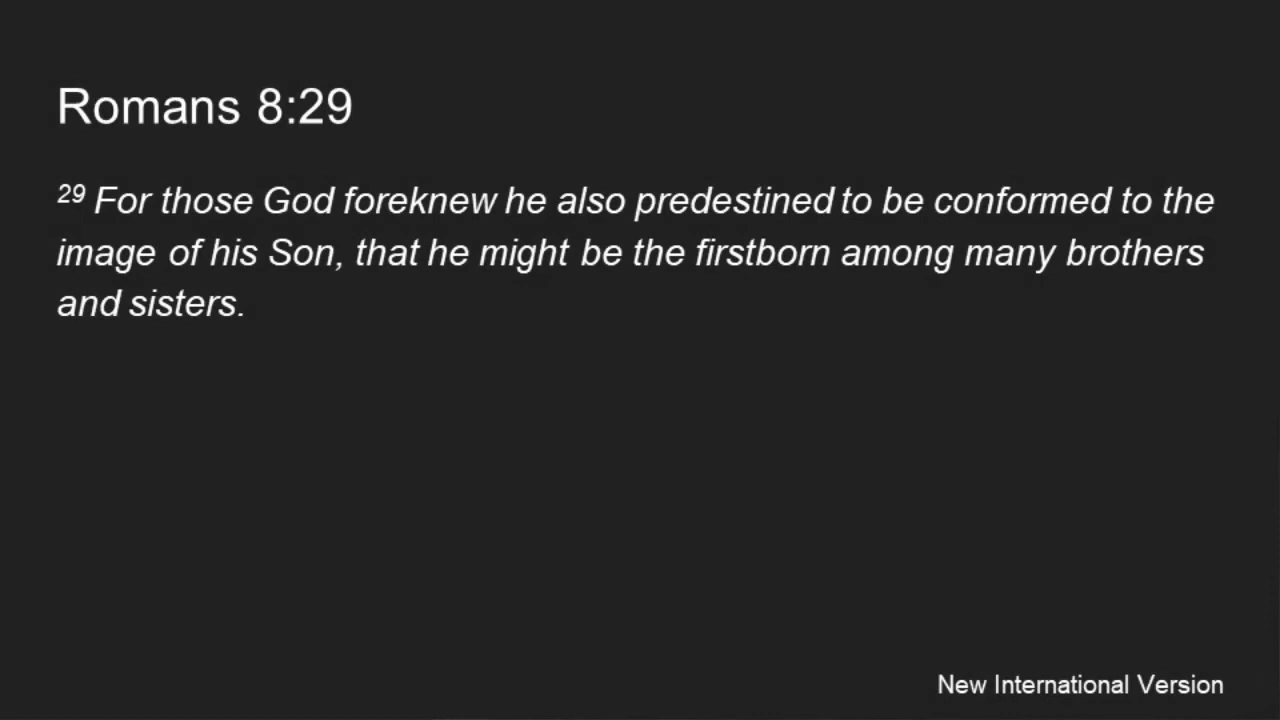 Romans 8:29
29 For those God foreknew he also predestined to be conformed to the
image of his Son, that he might be the firstborn among many brothers
and sisters.
New International Version